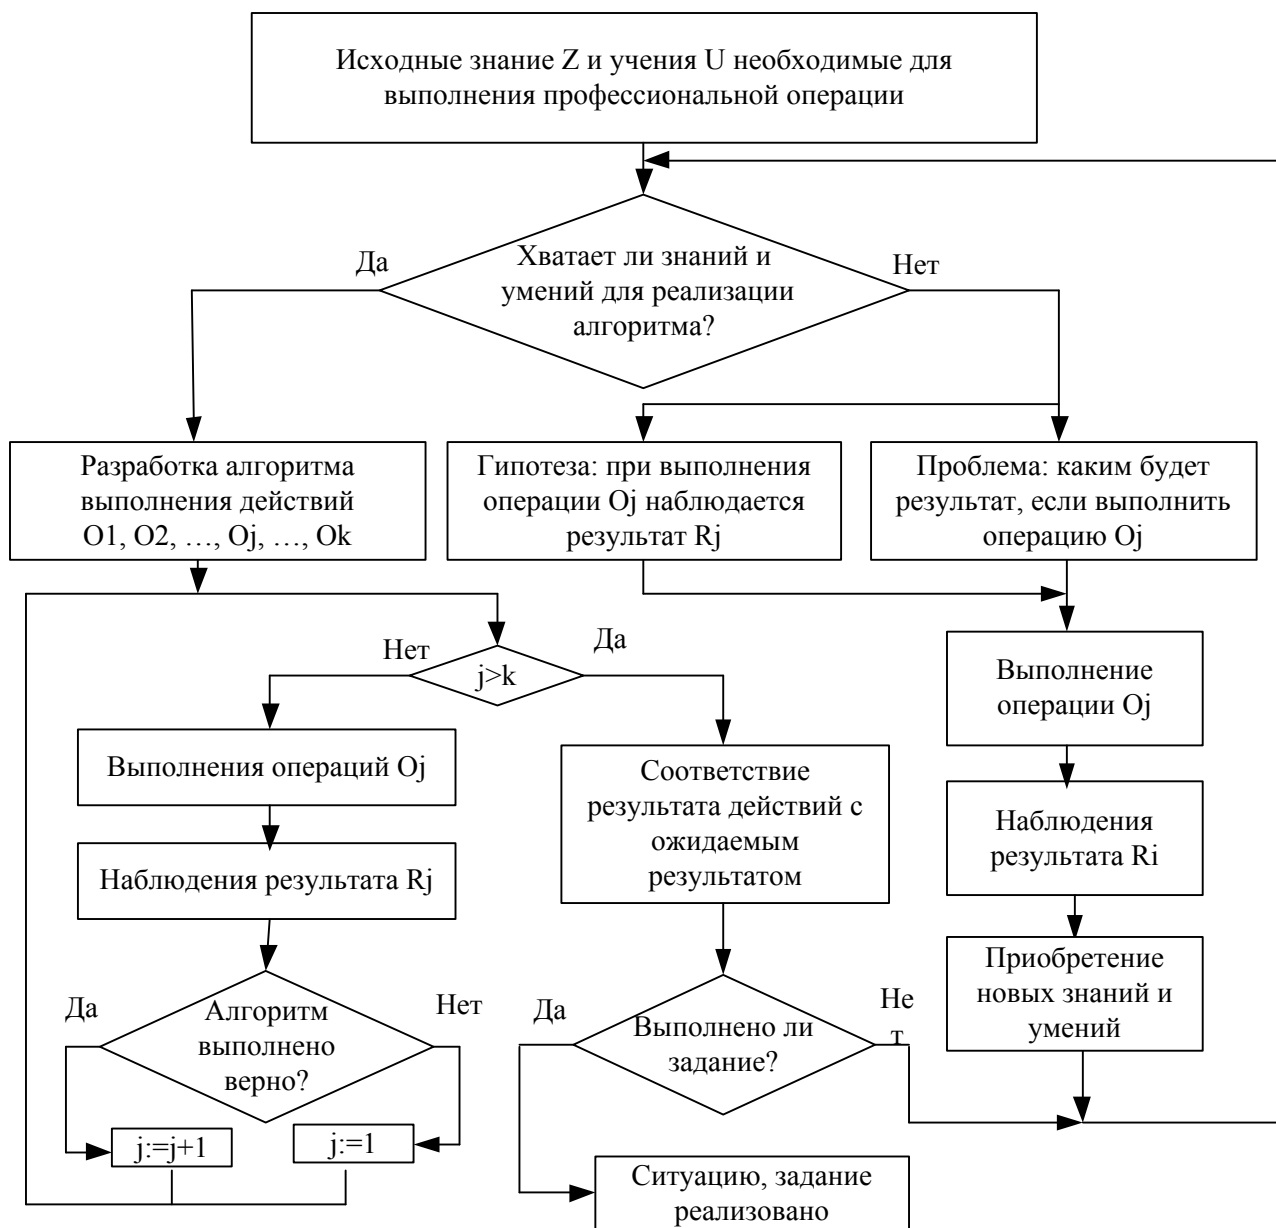 Исходные знание Z и учения U необходимые для
выполнения профессиональной операции
Да
Хватает ли знаний и
умений для реализации
алгоритма?
Нет
Разработка алгоритма
выполнения действий
O1, O2, …, Oj, …, Ok
Гипотеза: при выполнения
операции Oj наблюдается
результат Rj
Проблема: каким будет
результат, если выполнить
операцию Oj
Нет
j>k
Да
Выполнения операций Oj
Наблюдения результата Rj
Да
Алгоритм
выполнено
верно?
Нет
j:=j+1
j:=1
Соответствие
результата действий с
ожидаемым
результатом
Да
Выполнено ли
задание?
Не
т
Ситуацию, задание
реализовано
Выполнение
операции Oj
Наблюдения
результата Ri
Приобретение
новых знаний и
умений